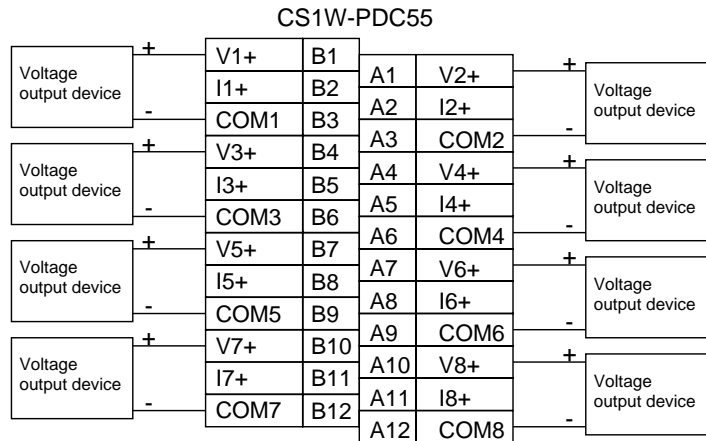 CS1W-PDC55
+ V1+ B1
Voltage
output device
I1+ B2
- COM1 B3
+ V3+ B4
Voltage
output device
I3+ B5
- COM3 B6
+ V5+ B7
Voltage
output device
I5+ B8
- COM5 B9
+ V7+ B10
Voltage
output device
I7+ B11
- COM7 B12
A1 V2+ +
Voltage
output device
A2 I2+
A3 COM2 -
A4 V4+ +
Voltage
output device
A5 I4+
A6 COM4 -
A7 V6+ +
Voltage
output device
A8 I6+
A9 COM6 -
A10 V8+ +
Voltage
output device
A11 I8+
A12 COM8 -